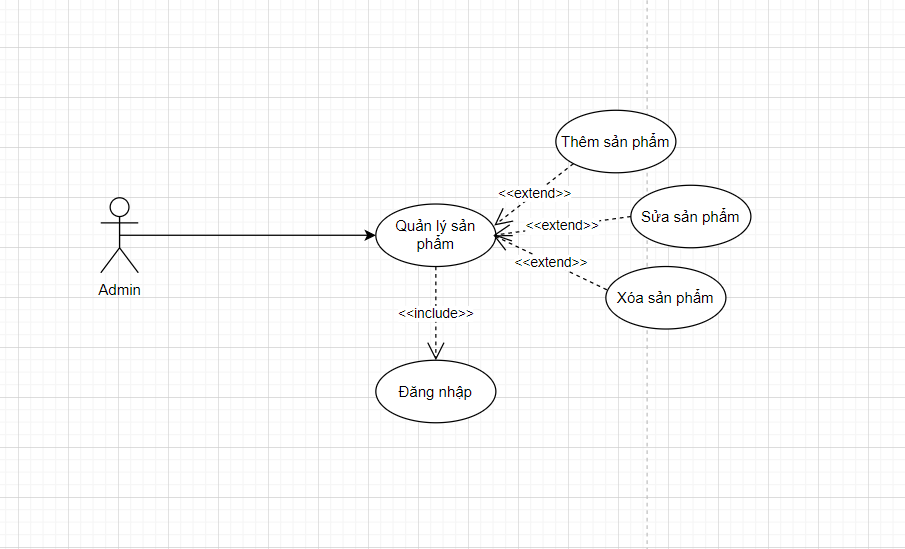 Thêm sản phẩm
<<extend>>
Sửa sản phẩm
<<extend>>
Quản lý sản
phẩm
<<extend>>
Admin
Xóa sản phẩm
<<include>>
Đăng nhập